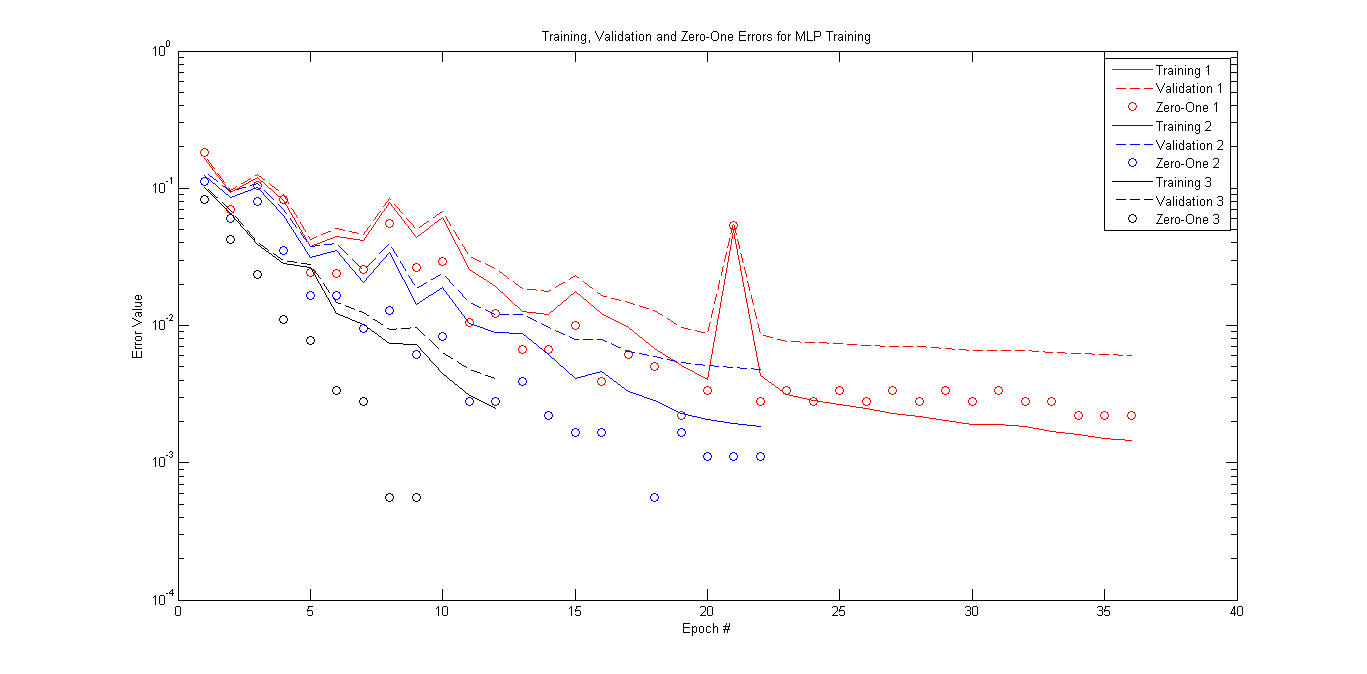 Training, Validation and Zero-One Errors for MLP Training
10^0
10^-1
10^-2
10^-3
10^-4
Error Value
Training 1
Validation 1
Zero-One 1
Training 2
Validation 2
Zero-One 2
Training 3
Validation 3
Zero-One 3
0 5 10 15 20 25 30 35 40
Epoch #